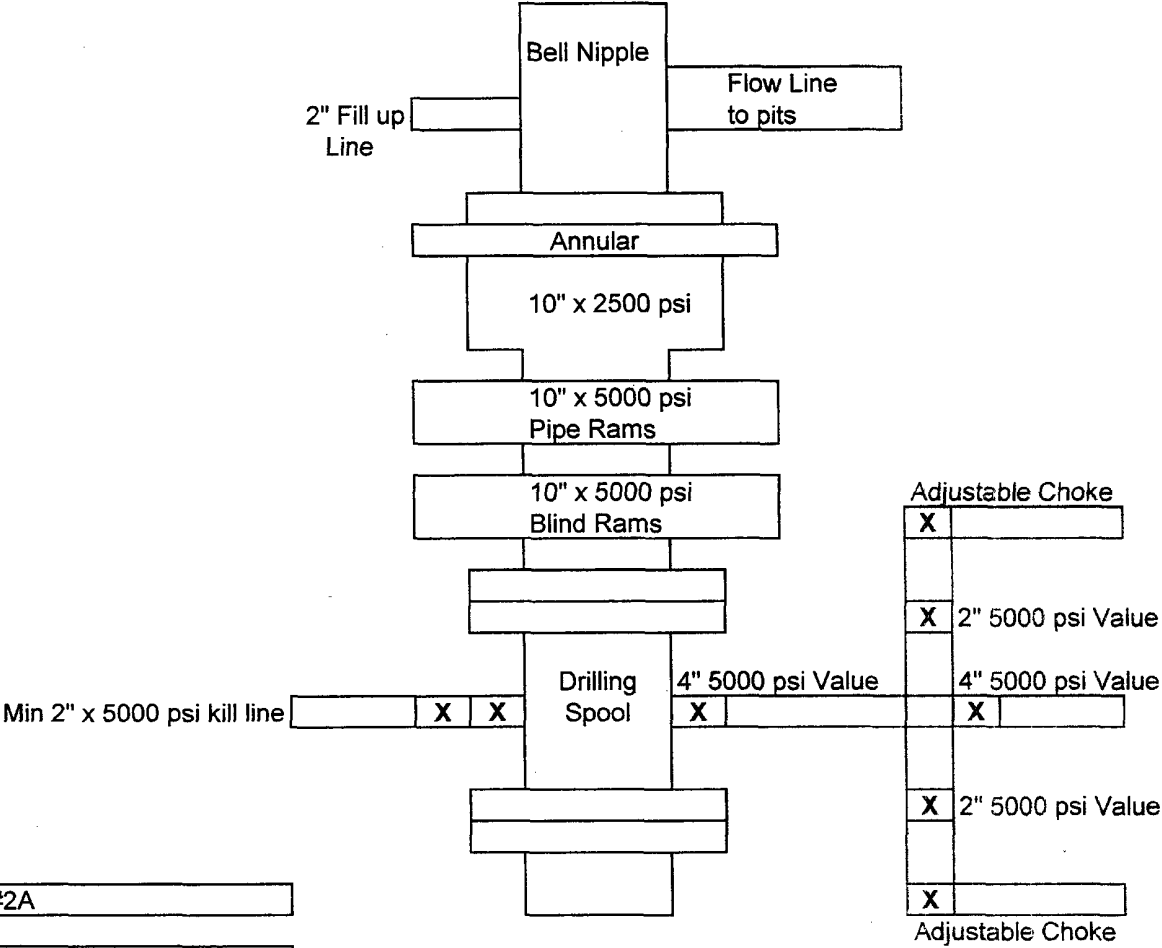 Bell Nipple
Flow Line
to pits
2" Fill up
Line
Annular
10" x 2500 psi
10" x 5000 psi
Pipe Rams
10" x 5000 psi
Blind Rams
Adjustable Choke
X
X 2" 5000 psi Value
Drilling
Spool
4" 5000 psi Value
4" 5000 psi Value
Min 2" x 5000 psi kill line
X X
X
X
X 2" 5000 psi Value
#2A
X
Adjustable Choke